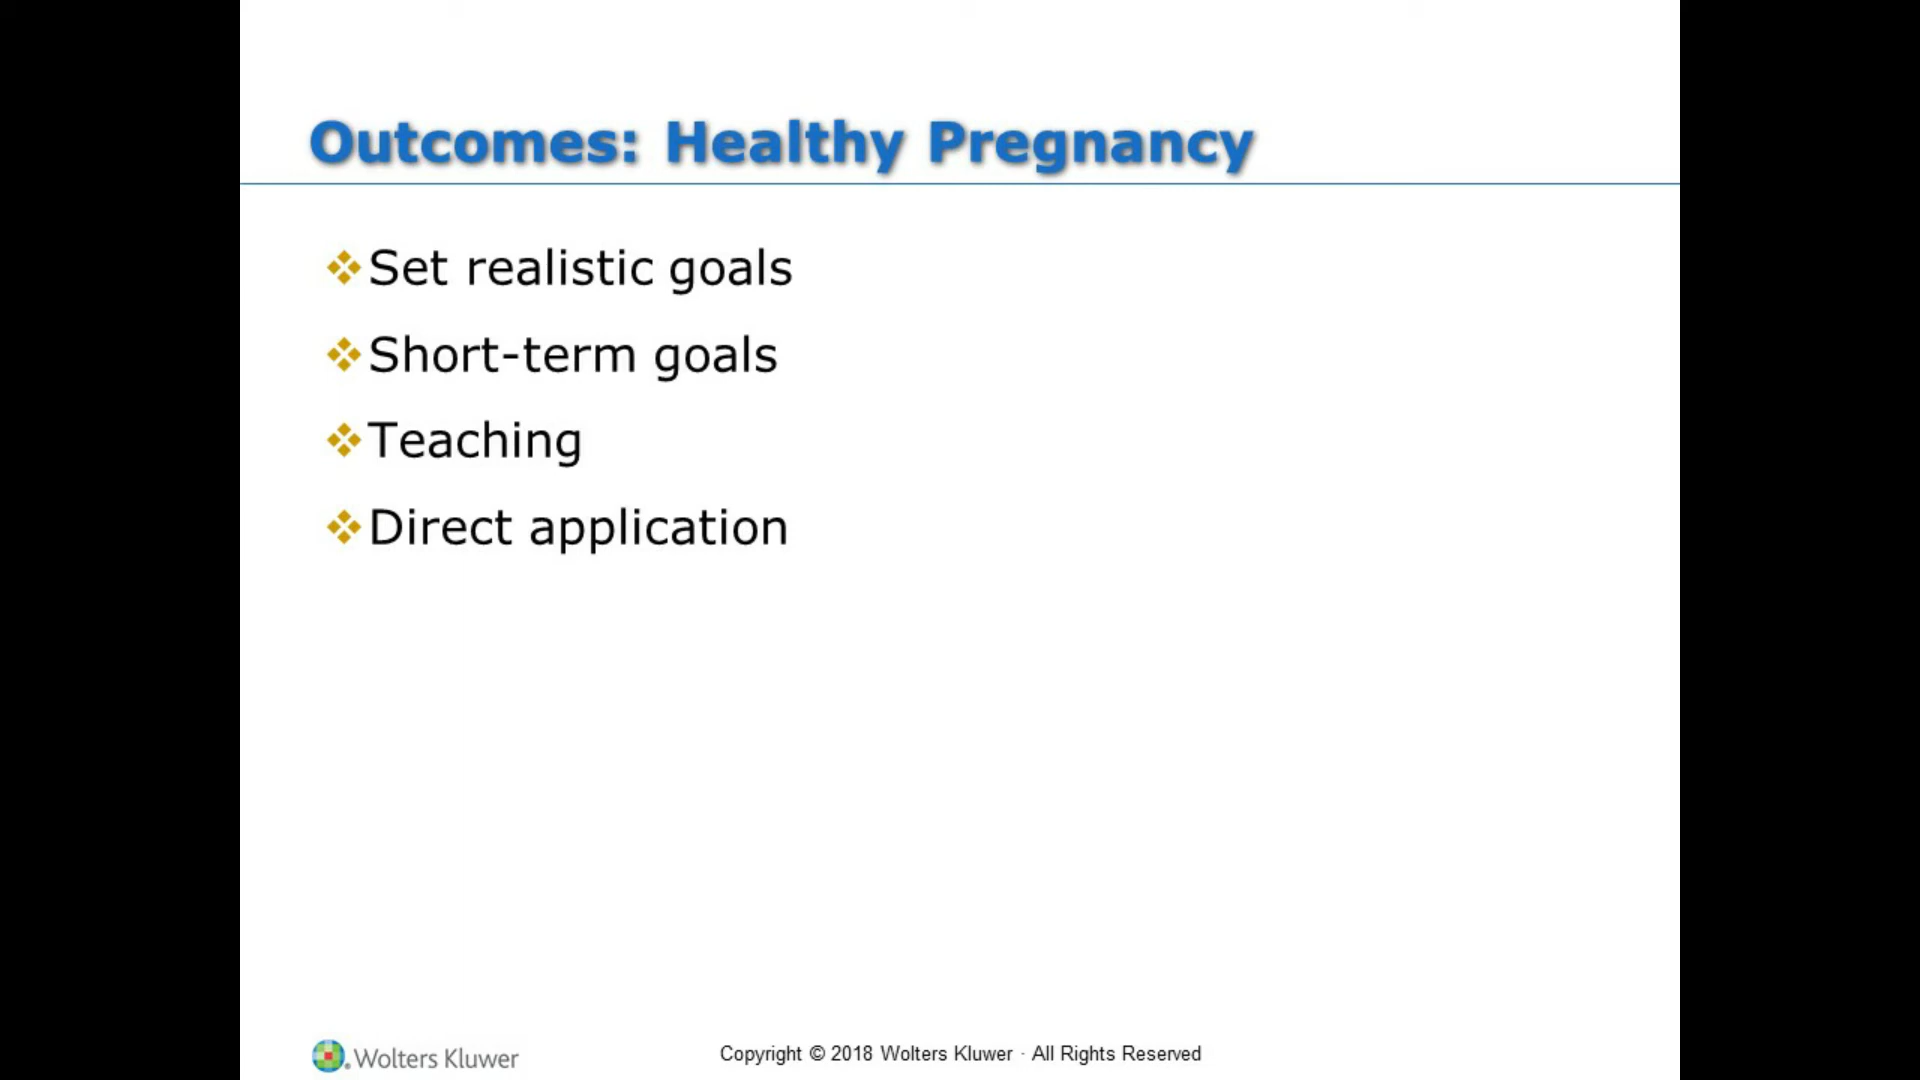 Outcomes: Healthy Pregnancy
Set realistic goals
Short-term goals
Teaching
Direct application
Wolters Kluwer
Copyright © 2018 Wolters Kluwer · All Rights Reserved